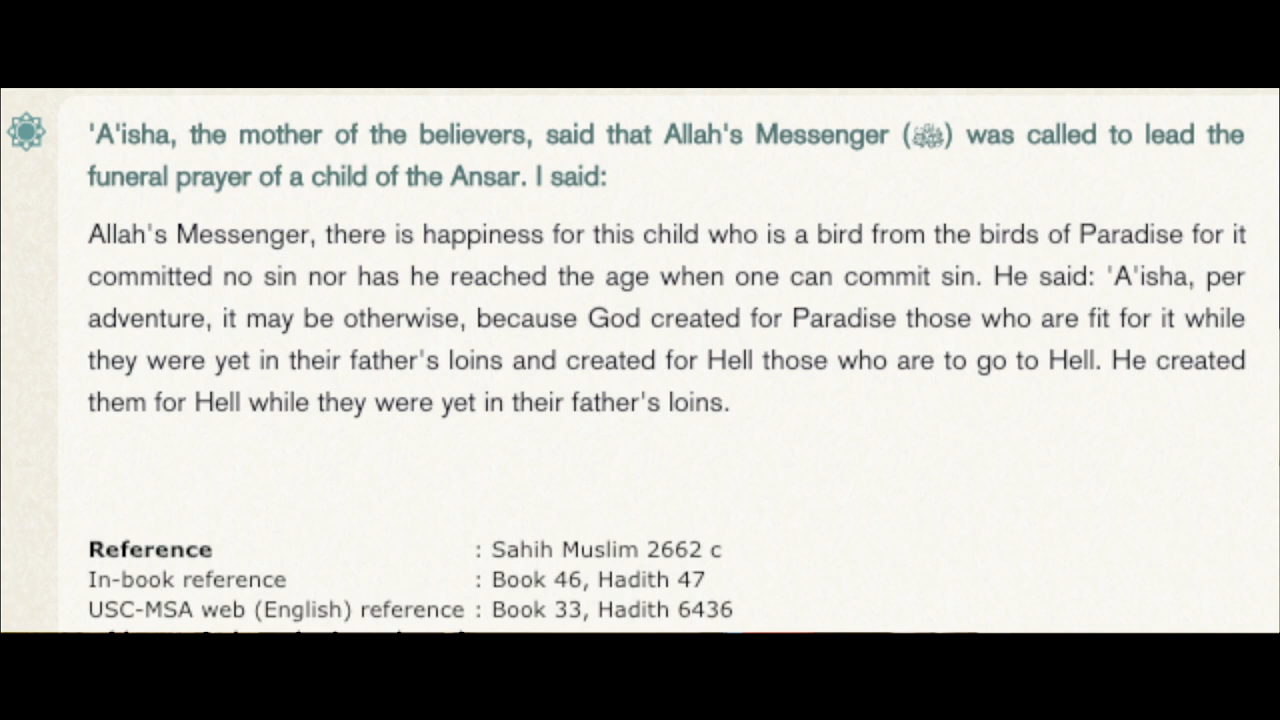 'A'isha, the mother of the believers, said that Allah's Messenger (ﷺ) was called to lead the
funeral prayer of a child of the Ansar. I said:
Allah's Messenger, there is happiness for this child who is a bird from the birds of Paradise for it
committed no sin nor has he reached the age when one can commit sin. He said: 'A'isha, per
adventure, it may be otherwise, because God created for Paradise those who are fit for it while
they were yet in their father's loins and created for Hell those who are to go to Hell. He created
them for Hell while they were yet in their father's loins.
Reference : Sahih Muslim 2662 c
In-book reference : Book 46, Hadith 47
USC-MSA web (English) reference : Book 33, Hadith 6436